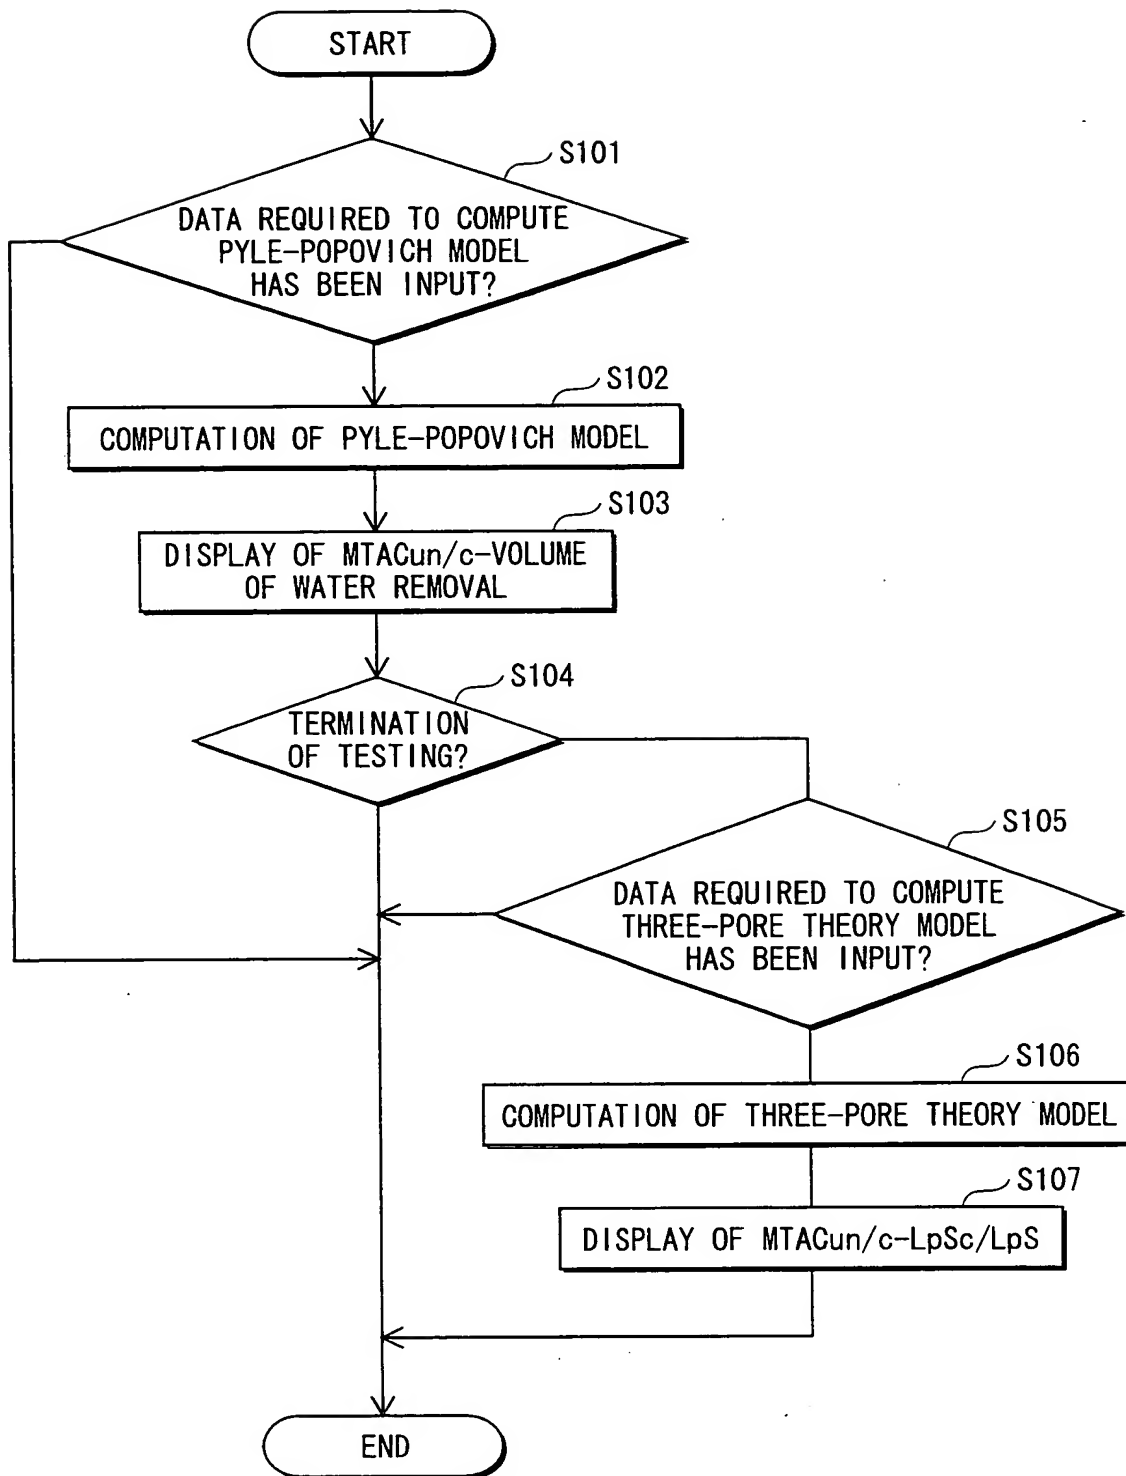 START
S101
DATA REQUIRED TO COMPUTE
PYLE-POPOVICH MODEL
HAS BEEN INPUT?
S102
COMPUTATION OF PYLE-POPOVICH MODEL
S103
DISPLAY OF MTACun/c-VOLUME
OF WATER REMOVAL
S104
TERMINATION
OF TESTING?
S105
DATA REQUIRED TO COMPUTE
THREE-PORE THEORY MODEL
HAS BEEN INPUT?
S106
COMPUTATION OF THREE-PORE THEORY MODEL
S107
DISPLAY OF MTACun/c-LpSc/LpS
END